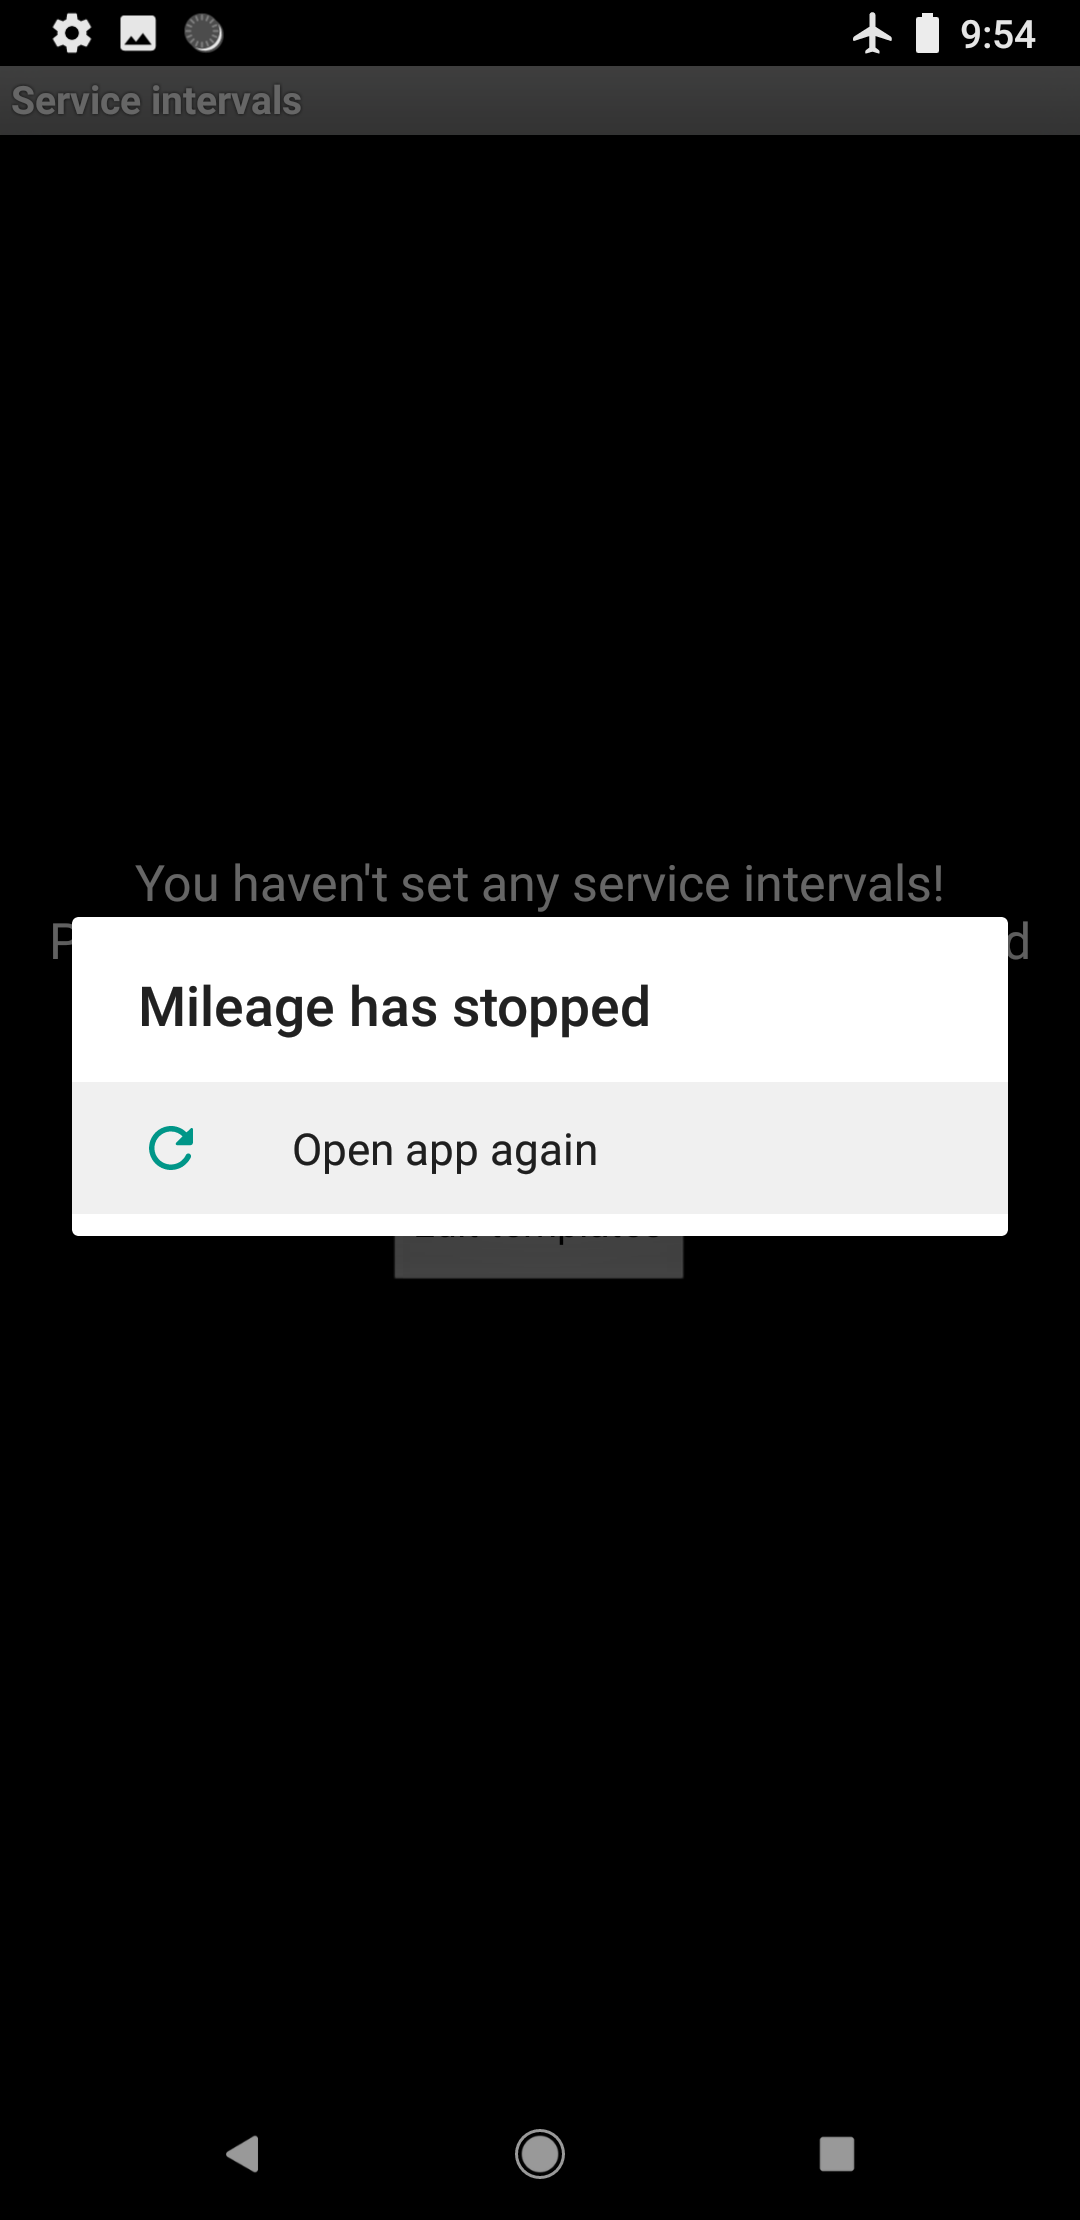 9:54
Service intervals
You haven't set any service intervals!
Mileage has stopped
Open app again